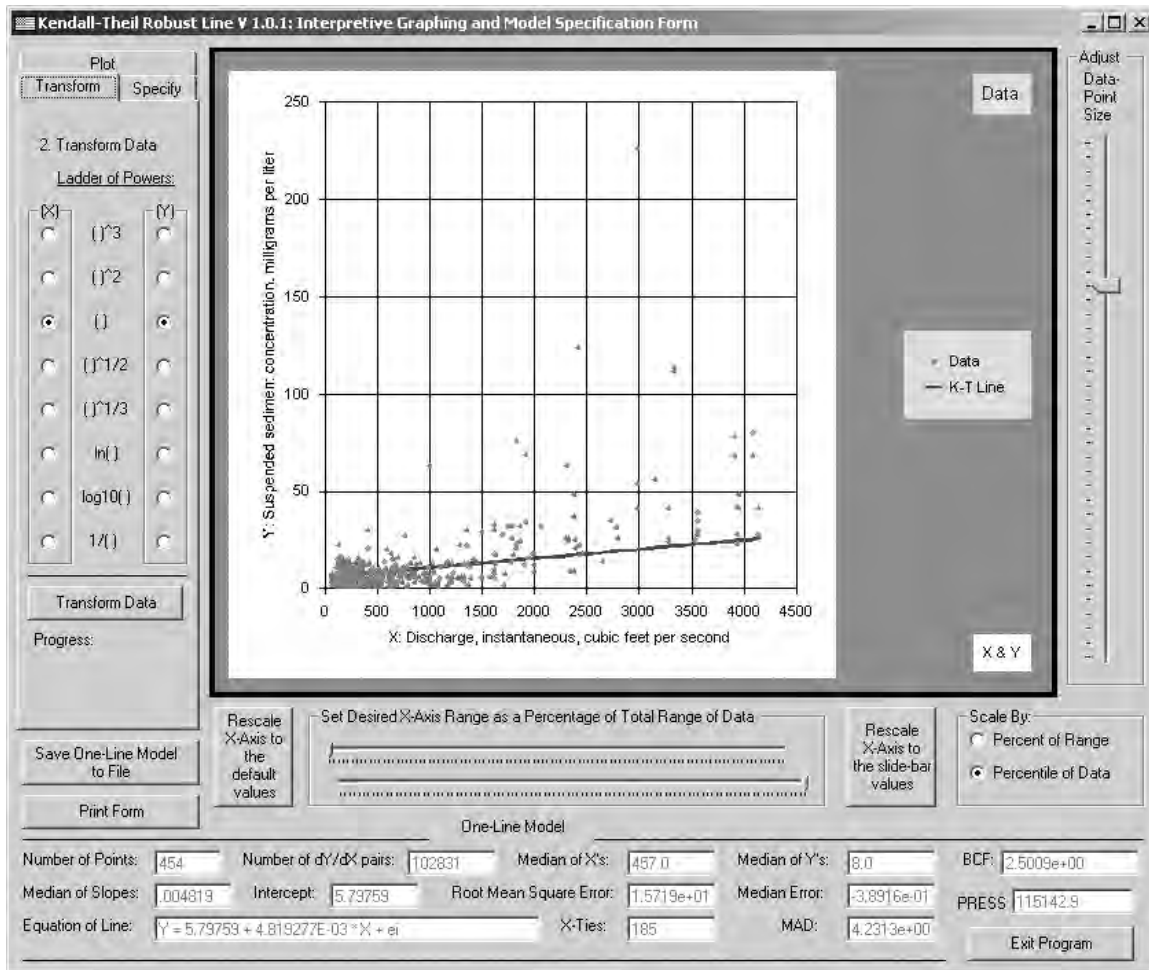 Kendall-Theil Robust Line V 1.0.1: Interpretive Graphing and Model Specification Form
Plot
Transform
Specify
2. Transform Data
Ladder of Powers:
(X)
(Y)
( )^3
( )^2
( )
( )^1/2
( )^1/3
ln( )
log10( )
1/( )
Transform Data
Progress:
Save One-Line Model
to File
Print Form
Y: Suspended sediment concentration, milligrams per liter
250
200
150
100
50
0
0 500 1000 1500 2000 2500 3000 3500 4000 4500
X: Discharge, instantaneous, cubic feet per second
Data
Data
K-T Line
X & Y
Adjust
Data-
Point
Size
Rescale
X-Axis to
the
default
values
Set Desired X-Axis Range as a Percentage of Total Range of Data
Rescale
X-Axis to
the slide-bar
values
Scale By:
Percent of Range
Percentile of Data
One-Line Model
Number of Points: 454 Number of dY/dX pairs: 102831 Median of X's: 457.0 Median of Y's: 8.0 BCF: 2.5009e+00
Median of Slopes: .004819 Intercept: 5.79759 Root Mean Square Error: 1.5719e+01 Median Error: -3.8916e-01 PRESS 115142.9
Equation of Line: Y = 5.79759 + 4.819277E-03 * X + ei X-Ties: 185 MAD: 4.2313e+00
Exit Program